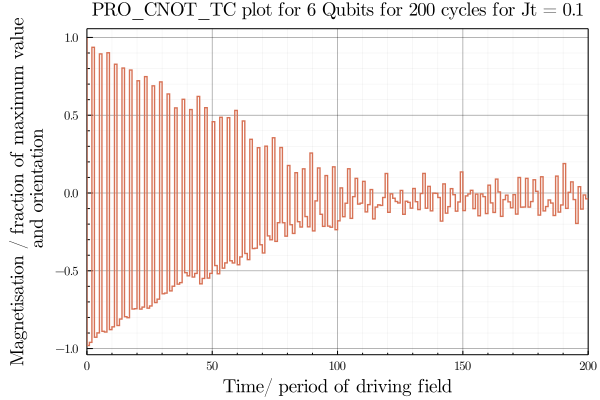 PRO_CNOT_TC plot for 6 Qubits for 200 cycles for Jt = 0.1
Magnetisation / fraction of maximum value
and orientation
1.0
0.5
0.0
−0.5
−1.0
0
50
100
150
200
Time/ period of driving field